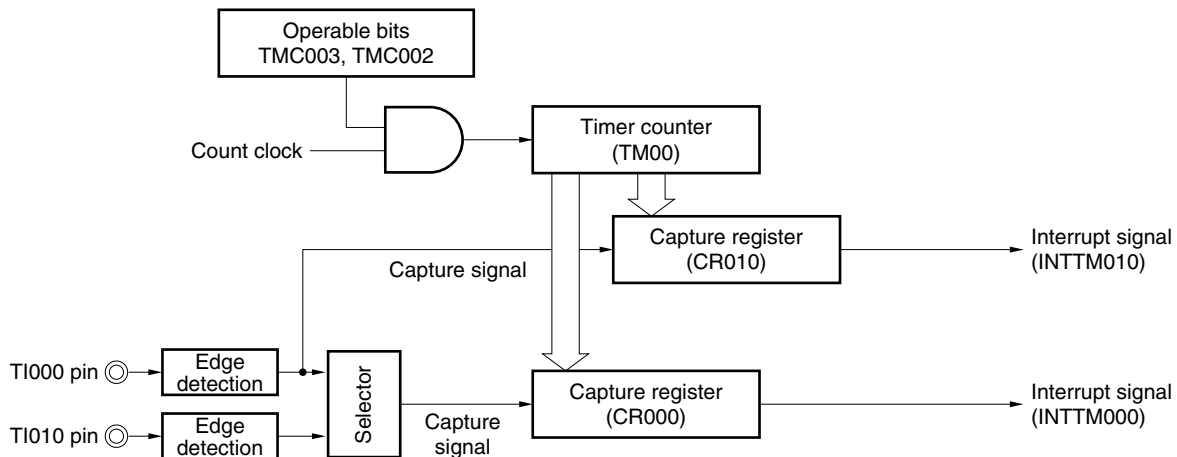 Operable bits
TMC003, TMC002
Count clock
Timer counter
(TM00)
Capture register
(CR010)
Interrupt signal
(INTTM010)
Capture signal
TI000 pin
Edge
detection
Selector
Capture register
(CR000)
Interrupt signal
(INTTM000)
TI010 pin
Edge
detection
Capture
signal